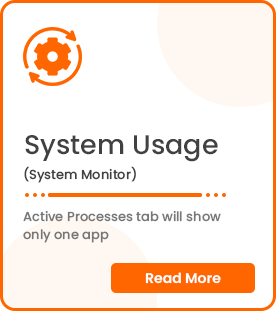 System Usage
(System Monitor)
Active Processes tab will show
only one app
Read More